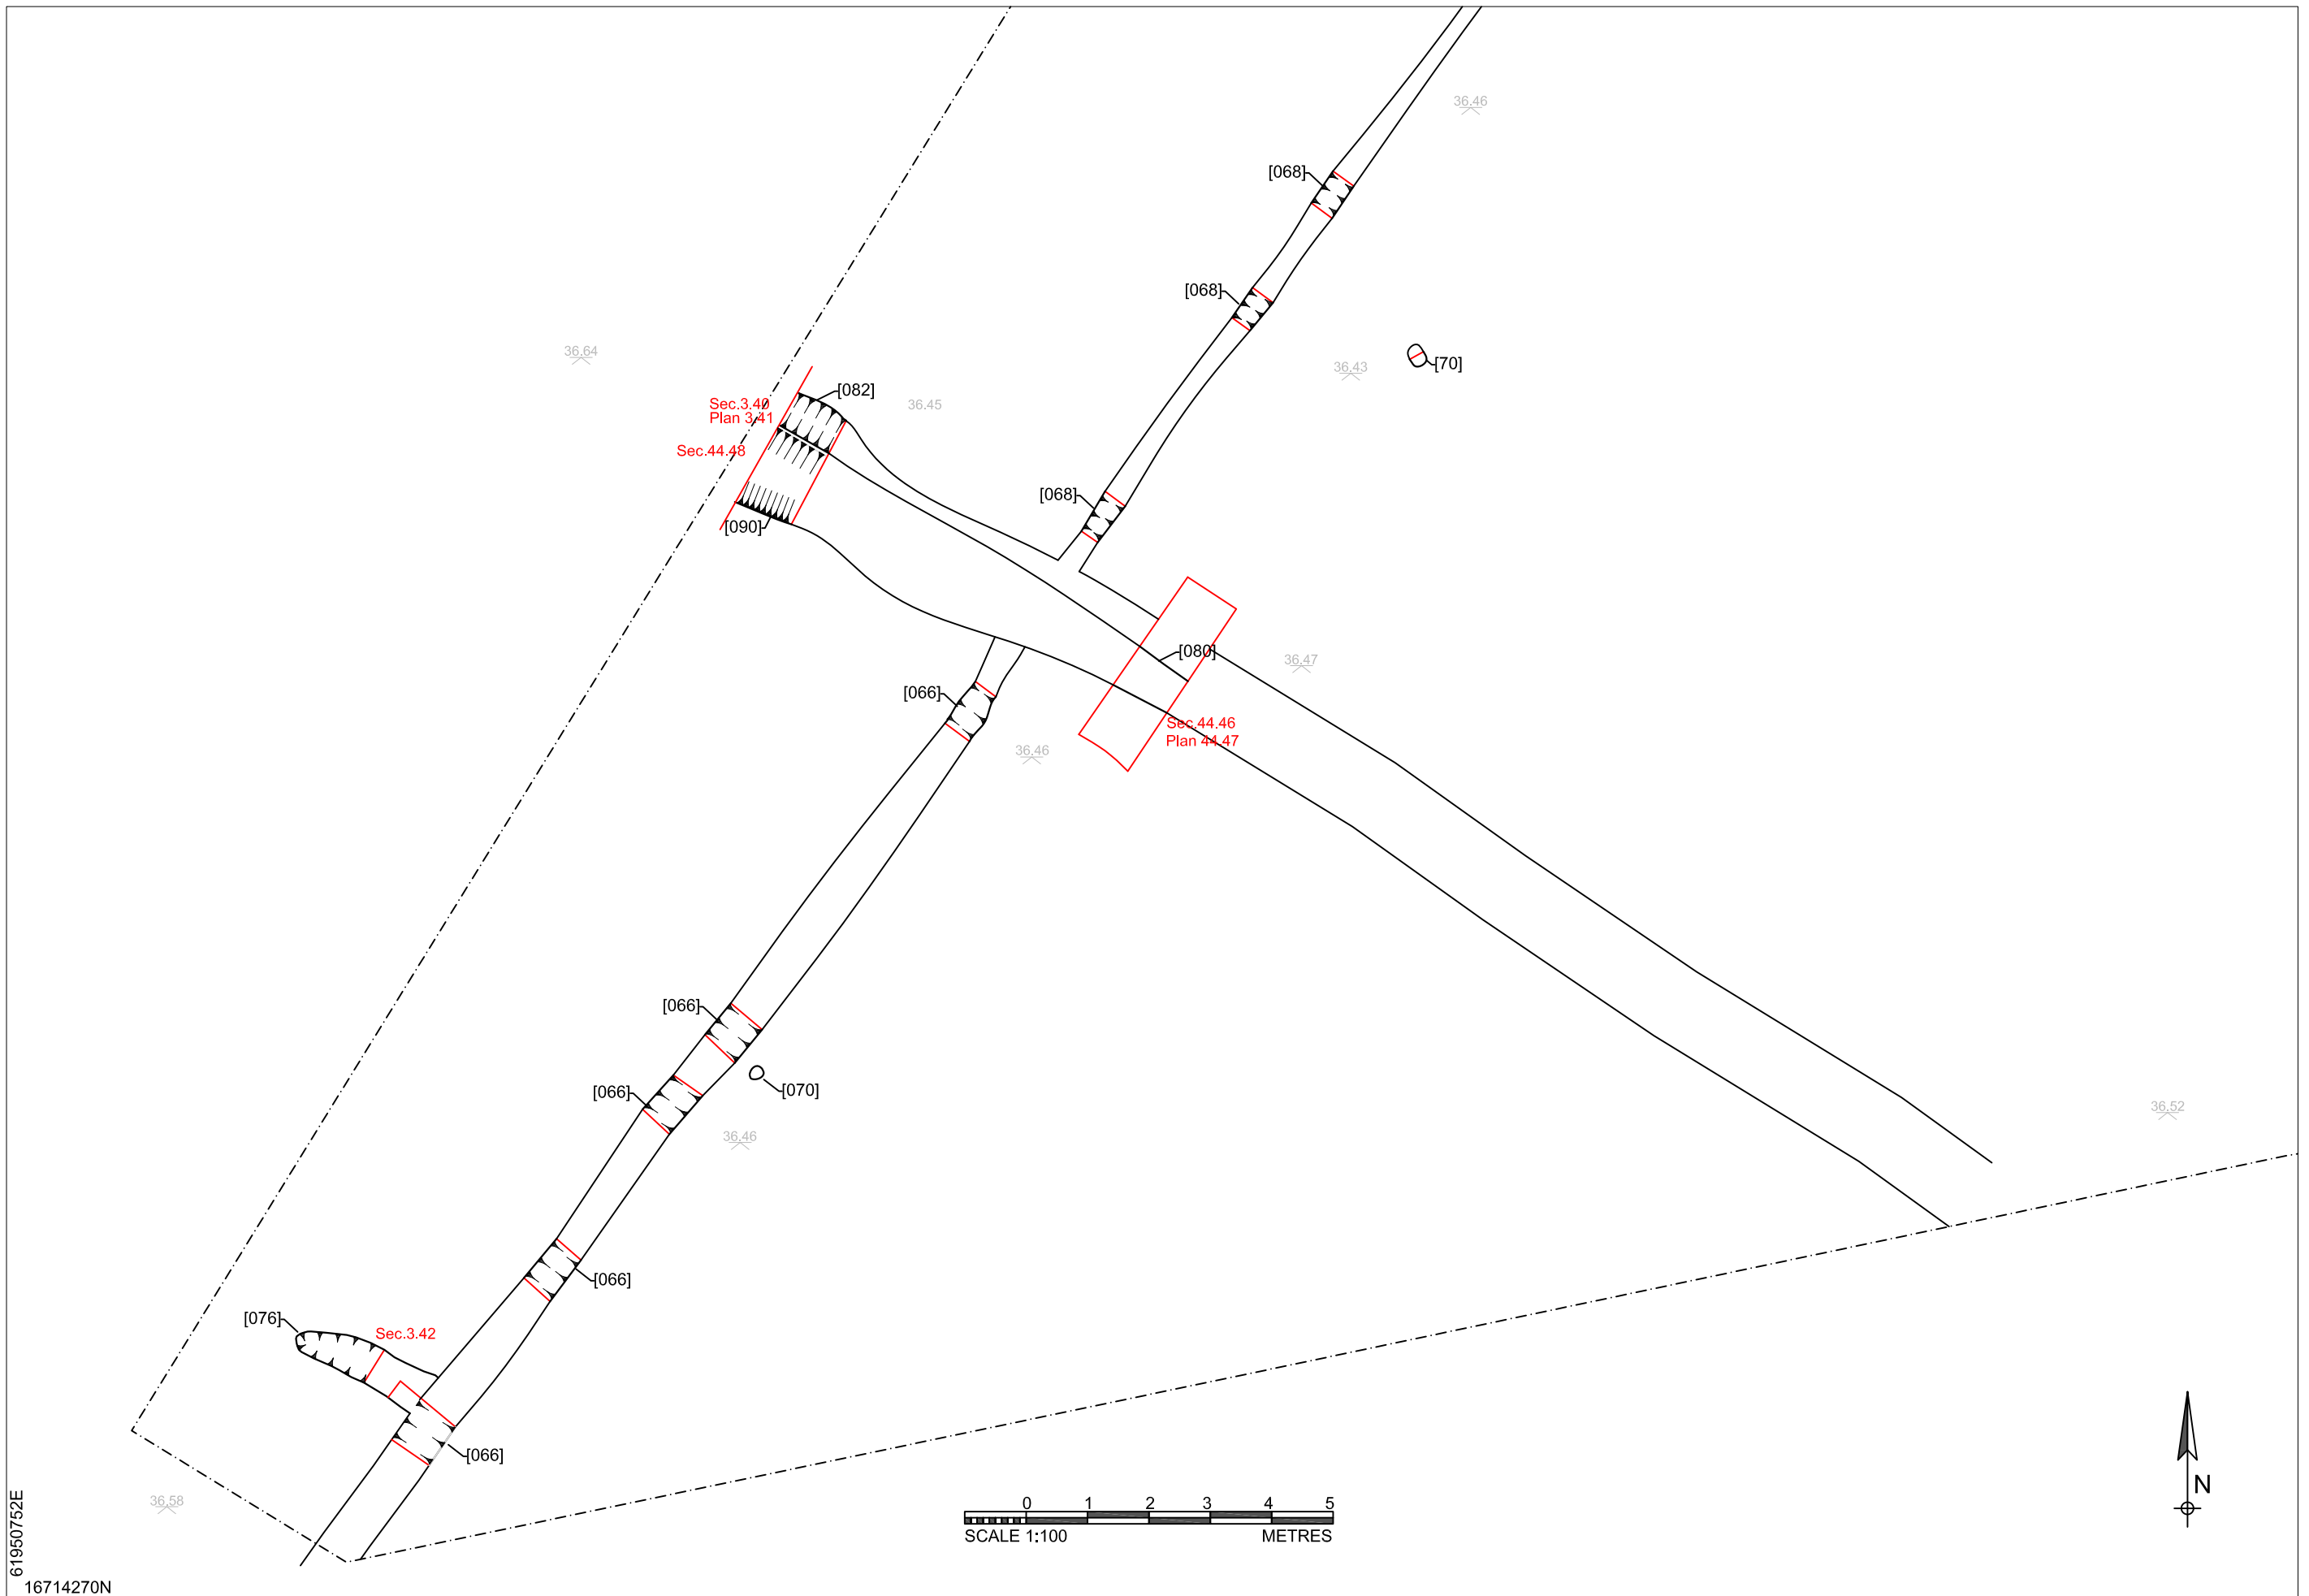 36.46
[068]
[068]
36.64
36.43
[70]
[082]
Sec.3.40
Plan 3.41
36.45
Sec.44.48
[068]
[090]
[080]
36.47
[066]
Sec.44.46
Plan 44.47
36.46
[066]
[066]
[070]
36.46
36.52
[066]
[076]
Sec.3.42
[066]
36.58
N
0 1 2 3 4 5
SCALE 1:100 METRES
61950752E
16714270N